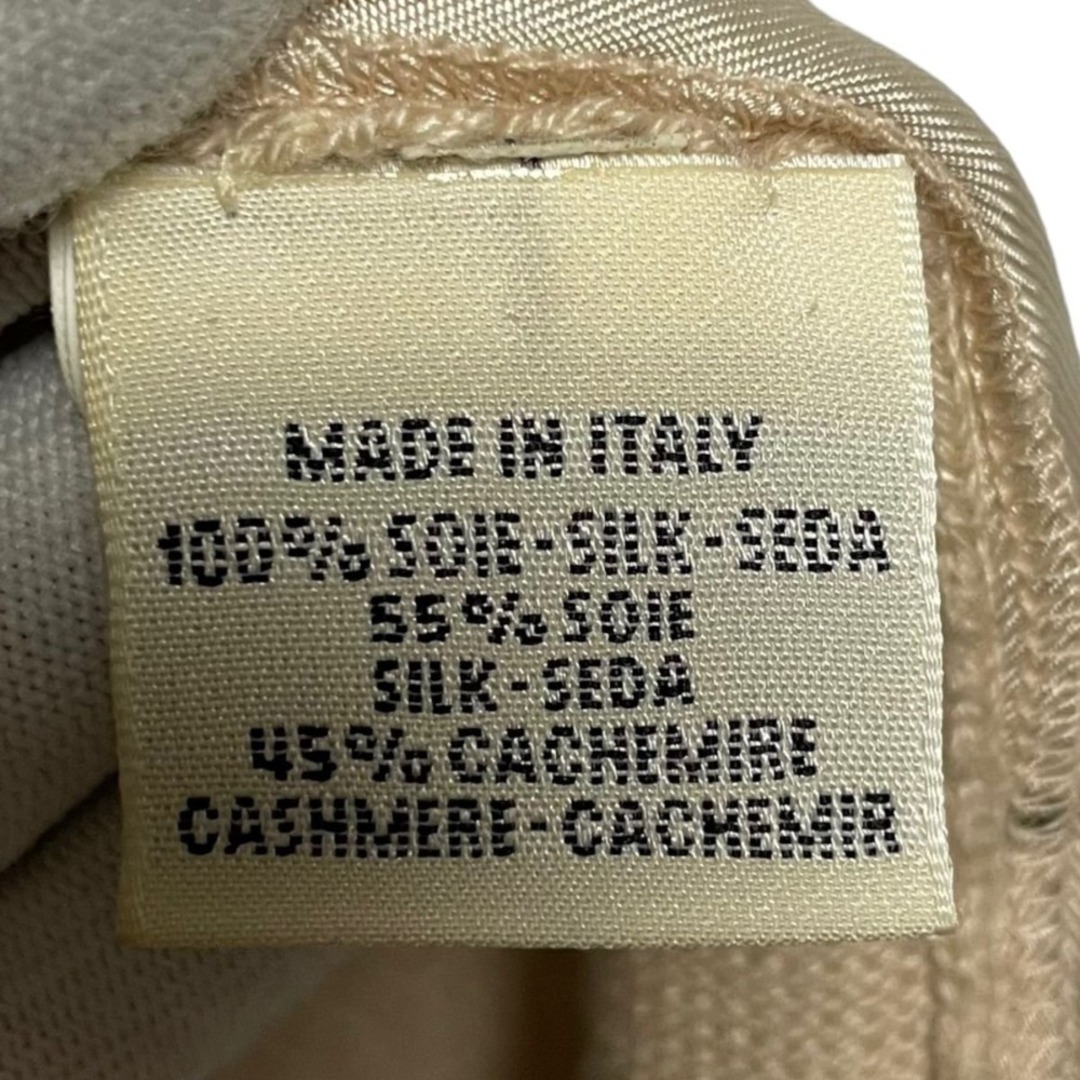 MADE IN ITALY
100% SOIE-SILK-SEDA
55% SOIE
SILK-SEDA
45% CACHEMIRE
CASHMERE-CACHEMIR